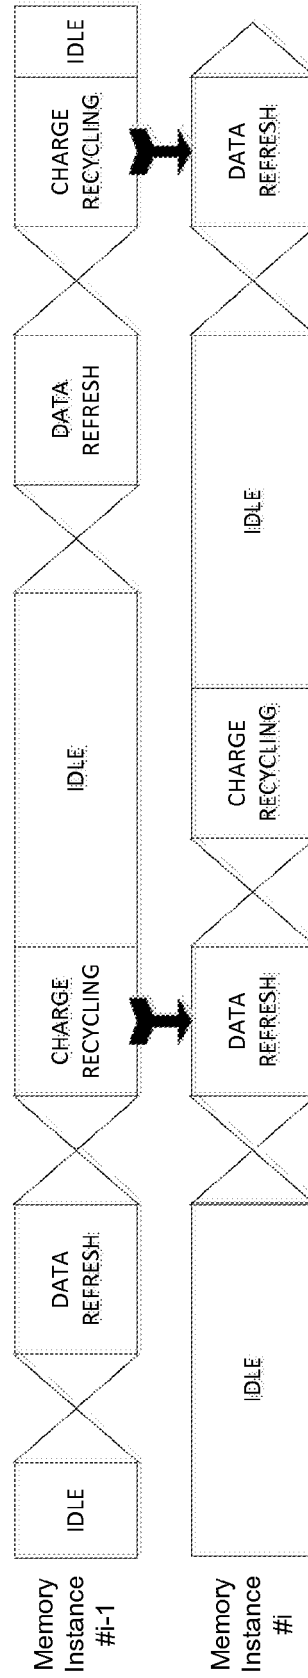 Memory
Instance
#i-1
IDLE
DATA
REFRESH
CHARGE
RECYCLING
IDLE
DATA
REFRESH
CHARGE
RECYCLING
IDLE
Memory
Instance
#i
IDLE
DATA
REFRESH
CHARGE
RECYCLING
IDLE
DATA
REFRESH